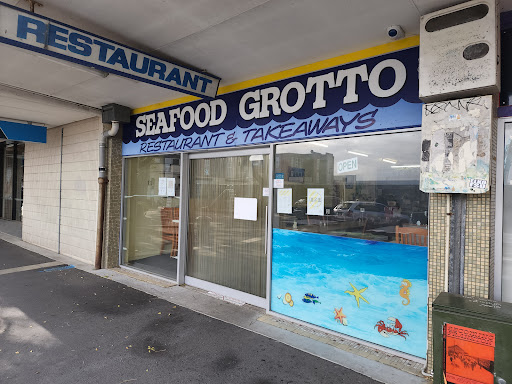 RESTAURANT
SEAFOOD GROTTO
RESTAURANT & TAKEAWAYS
OPEN